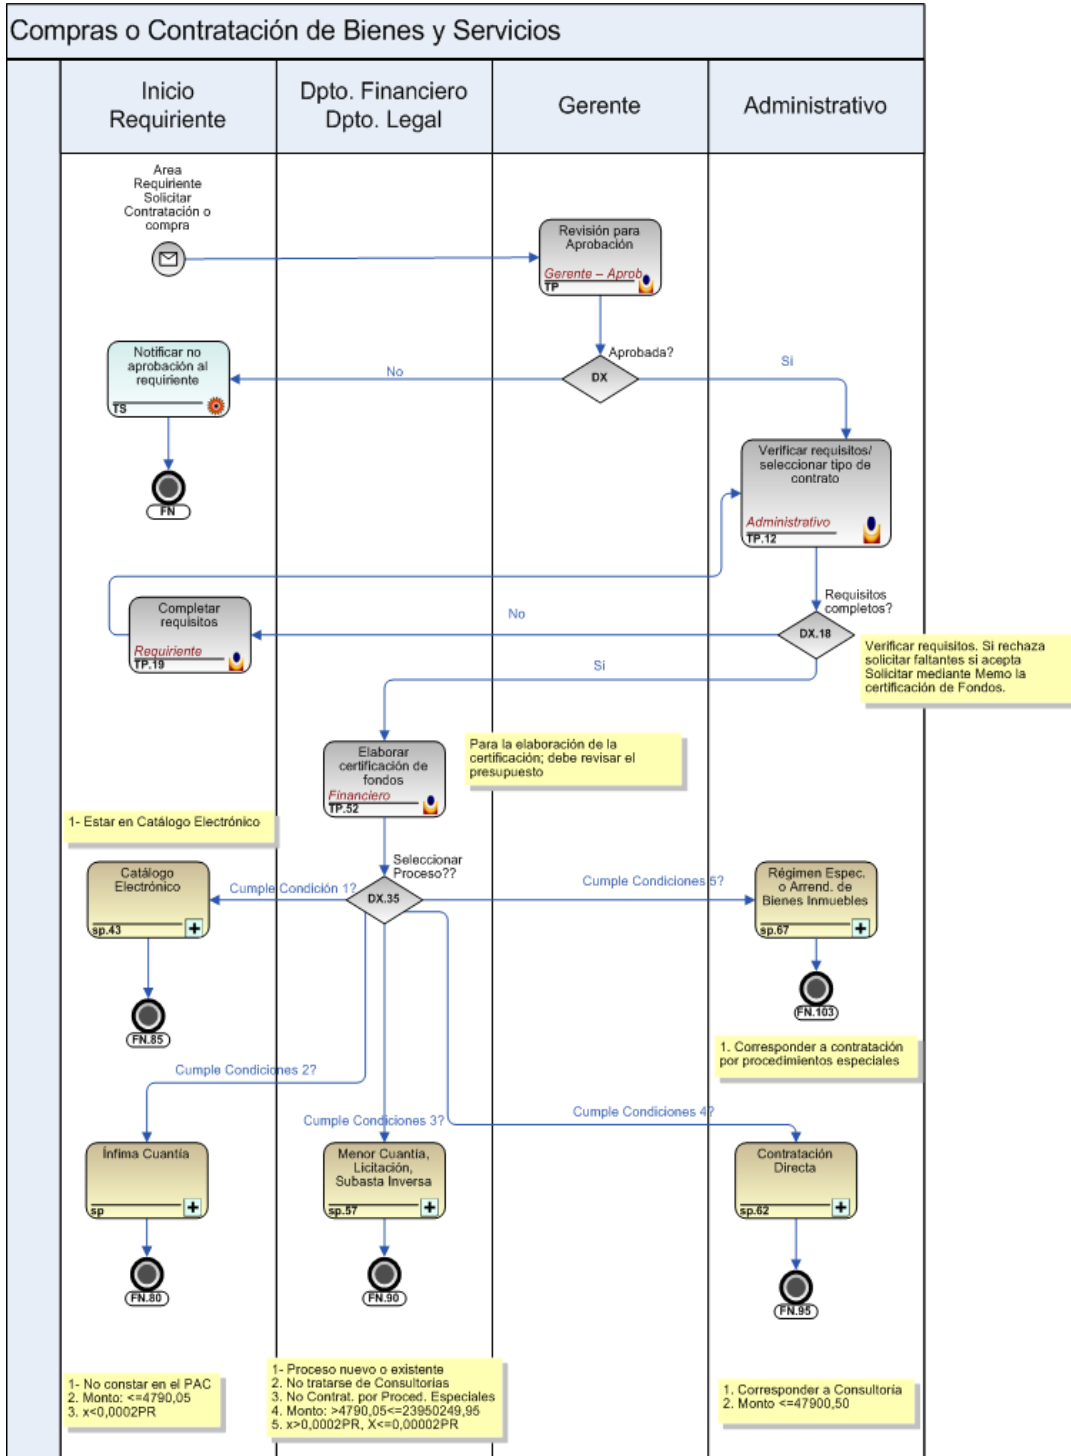 Compras o Contratación de Bienes y Servicios
Inicio
Requiriente
Dpto. Financiero
Dpto. Legal
Gerente
Administrativo
Area
Requiriente
Solicitar
Contratación o
compra
Revisión para
Aprobación
Gerente – Aprob
TP
Aprobada?
DX
No
Si
Notificar no
aprobación al
requiriente
TS
FN
Verificar requisitos/
seleccionar tipo de
contrato
Administrativo
TP.12
Requisitos
completos?
DX.18
No
Si
Completar
requisitos
Requiriente
TP.19
Verificar requisitos. Si rechaza
solicitar faltantes si acepta
Solicitar mediante Memo la
certificación de Fondos.
Elaborar
certificación de
fondos
Financiero
TP.52
Para la elaboración de la
certificación; debe revisar el
presupuesto
1- Estar en Catálogo Electrónico
Seleccionar
Proceso??
DX.35
Catálogo
Electrónico
sp.43
Cumple Condición 1?
Cumple Condiciones 5?
Régimen Espec.
o Arrend. de
Bienes Inmuebles
sp.67
FN.85
FN.103
1. Corresponder a contratación
por procedimientos especiales
Cumple Condiciones 2?
Cumple Condiciones 3?
Cumple Condiciones 4?
Ínfima Cuantía
sp
Menor Cuantía,
Licitación,
Subasta Inversa
sp.57
Contratación
Directa
sp.62
FN.80
FN.90
FN.95
1- No constar en el PAC
2. Monto: <=4790,05
3. x<0,0002PR
1- Proceso nuevo o existente
2. No tratarse de Consultorias
3. No Contrat. por Proced. Especiales
4. Monto: >4790,05<=23950249,95
5. x>0,0002PR, X<=0,00002PR
1. Corresponder a Consultoría
2. Monto <=47900,50